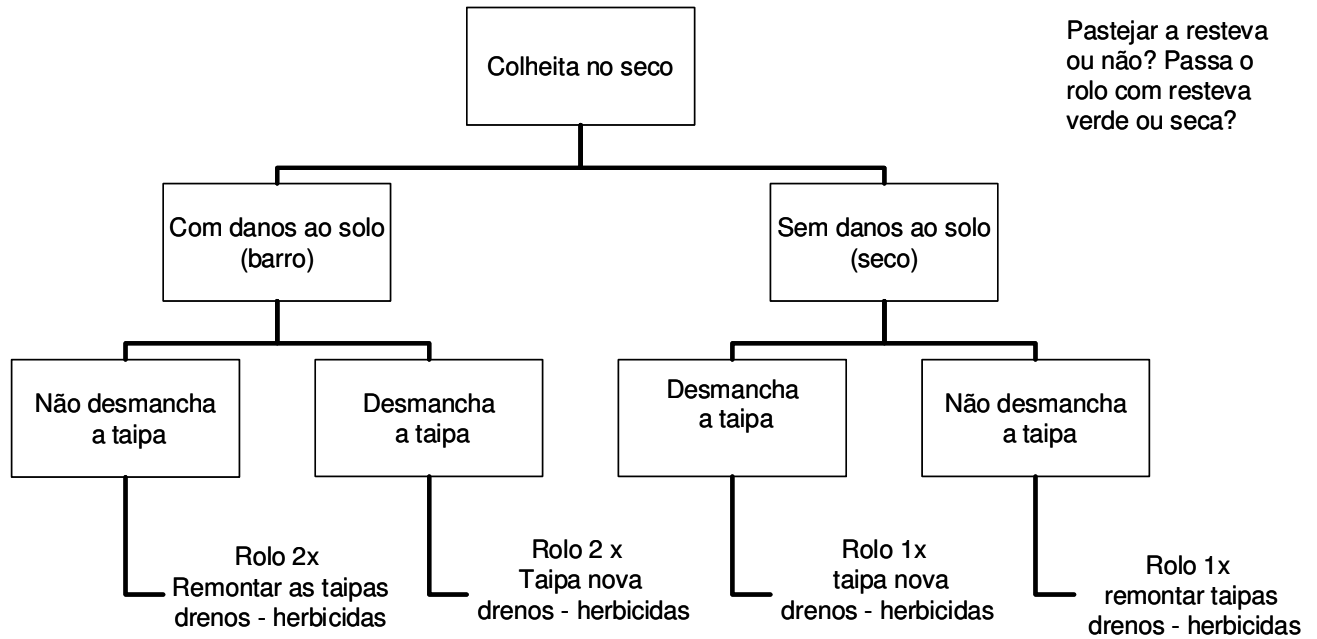 Colheita no seco
Pastejar a resteva
ou não? Passa o
rolo com resteva
verde ou seca?
Com danos ao solo
(barro)
Sem danos ao solo
(seco)
Não desmancha
a taipa
Desmancha
a taipa
Desmancha
a taipa
Não desmancha
a taipa
Rolo 2x
Remontar as taipas
drenos - herbicidas
Rolo 2 x
Taipa nova
drenos - herbicidas
Rolo 1x
taipa nova
drenos - herbicidas
Rolo 1x
remontar taipas
drenos - herbicidas